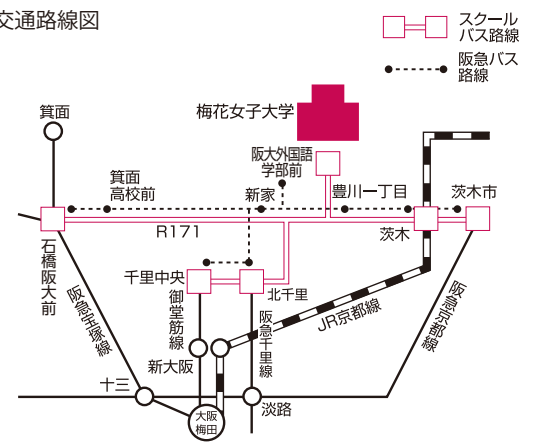 交通路線図
スクール
バス路線
阪急バス
路線
梅花女子大学
箕面
阪大外国語
学部前
箕面
高校前
新家
豊川一丁目
茨木市
R171
茨木
石橋阪大前
千里中央
北千里
御堂筋線
阪急宝塚線
阪急千里線
JR京都線
阪急京都線
新大阪
十三
大阪
梅田
淡路